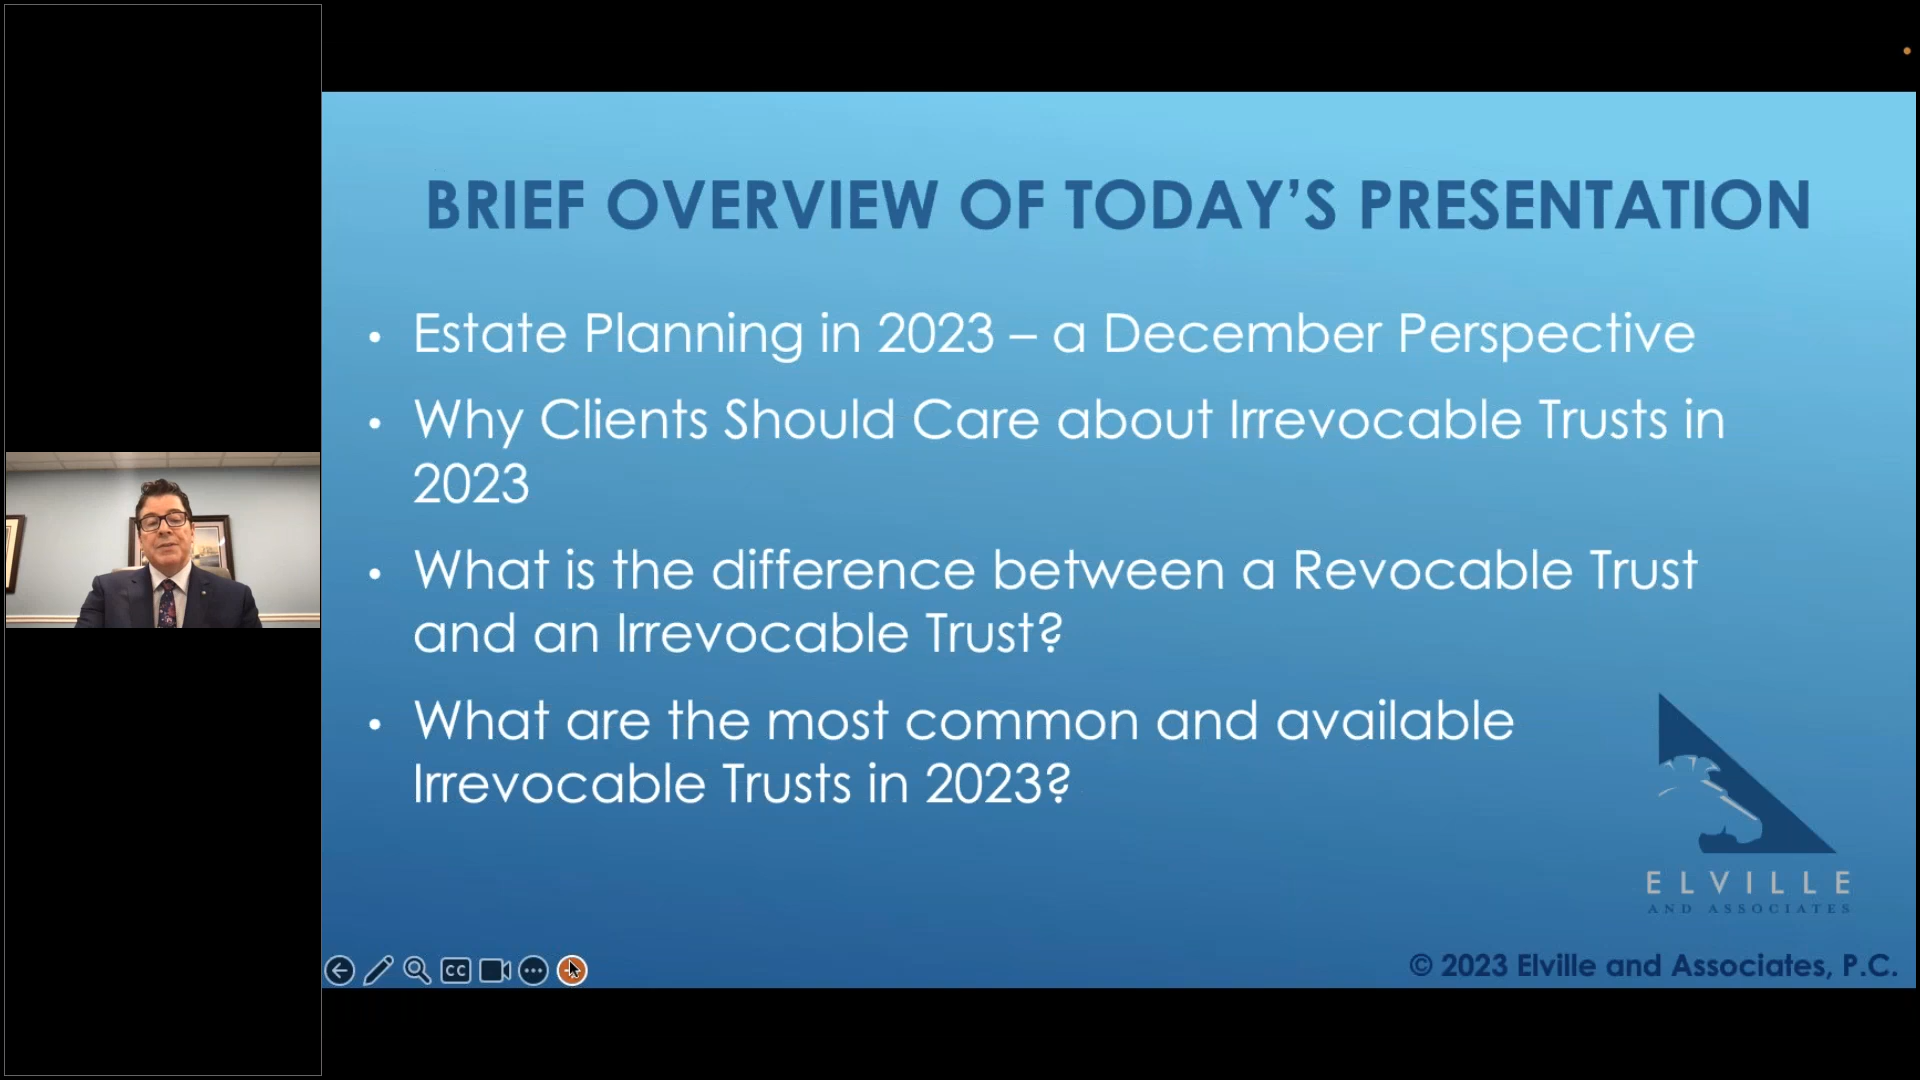 BRIEF OVERVIEW OF TODAY’S PRESENTATION
• Estate Planning in 2023 – a December Perspective
• Why Clients Should Care about Irrevocable Trusts in
2023
• What is the difference between a Revocable Trust
and an Irrevocable Trust?
• What are the most common and available
Irrevocable Trusts in 2023?
ELVILLE
AND ASSOCIATES
© 2023 Elville and Associates, P.C.
CC